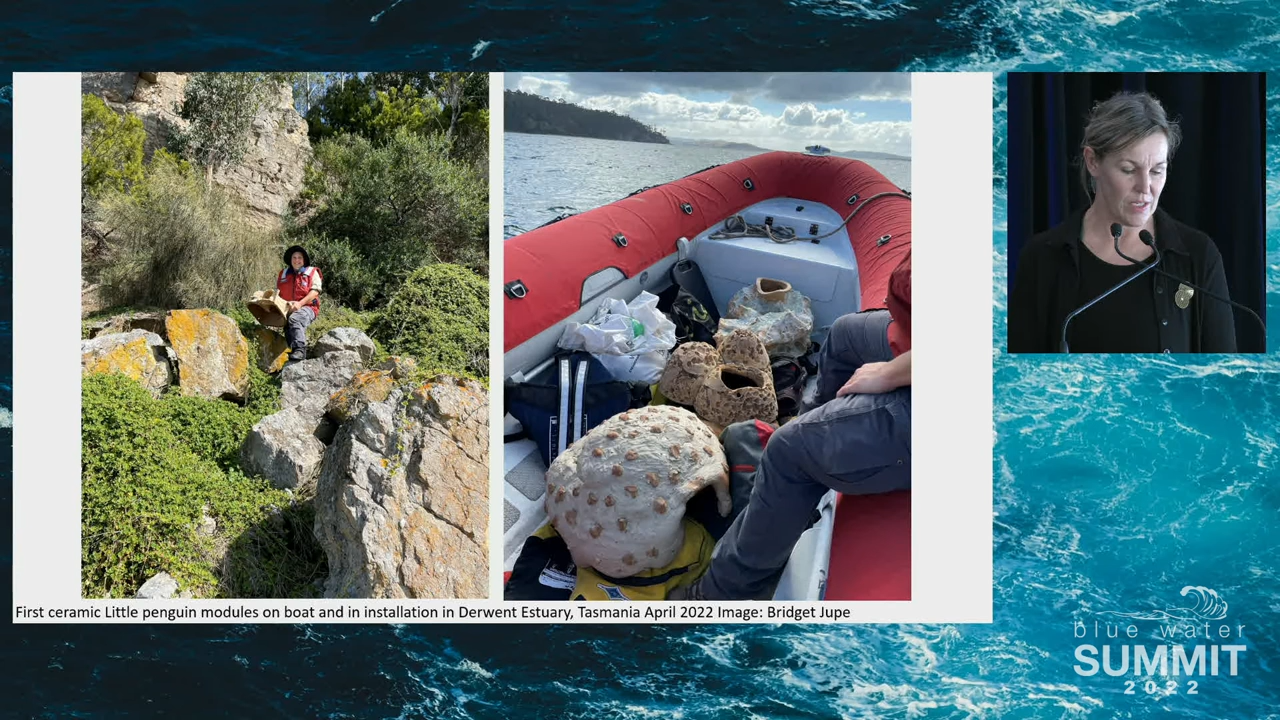 First ceramic Little penguin modules on boat and in installation in Derwent Estuary, Tasmania April 2022 Image: Bridget Jupe
blue water
SUMMIT
2022